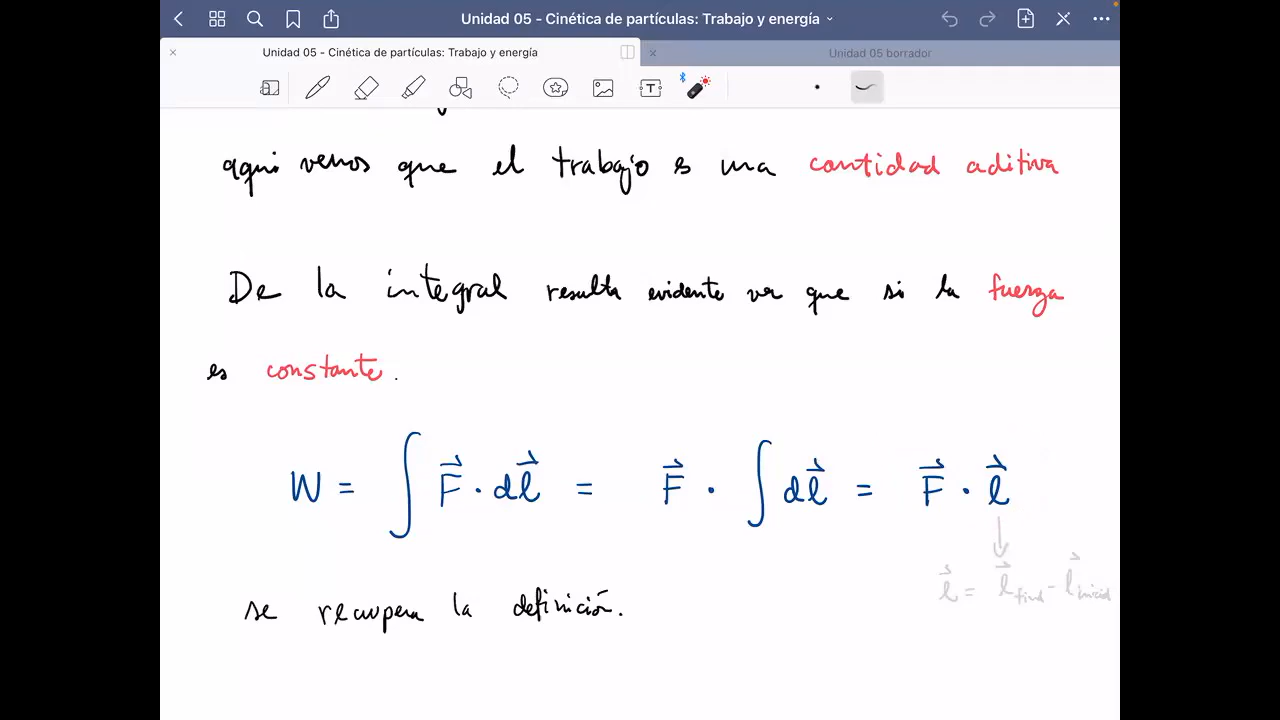 Unidad 05 - Cinética de partículas: Trabajo y energía
Unidad 05 - Cinética de partículas: Trabajo y energía
Unidad 05 borrador
T
aqui vemos que el trabajo es una cantidad aditiva
De la integral resulta evidente ver que si la fuerza
es constante.
W = ∫ F⃗ · dl⃗ = F⃗ · ∫ dl⃗ = F⃗ · l⃗
l⃗ = l⃗ final - l⃗ inicial
se recupera la definición.